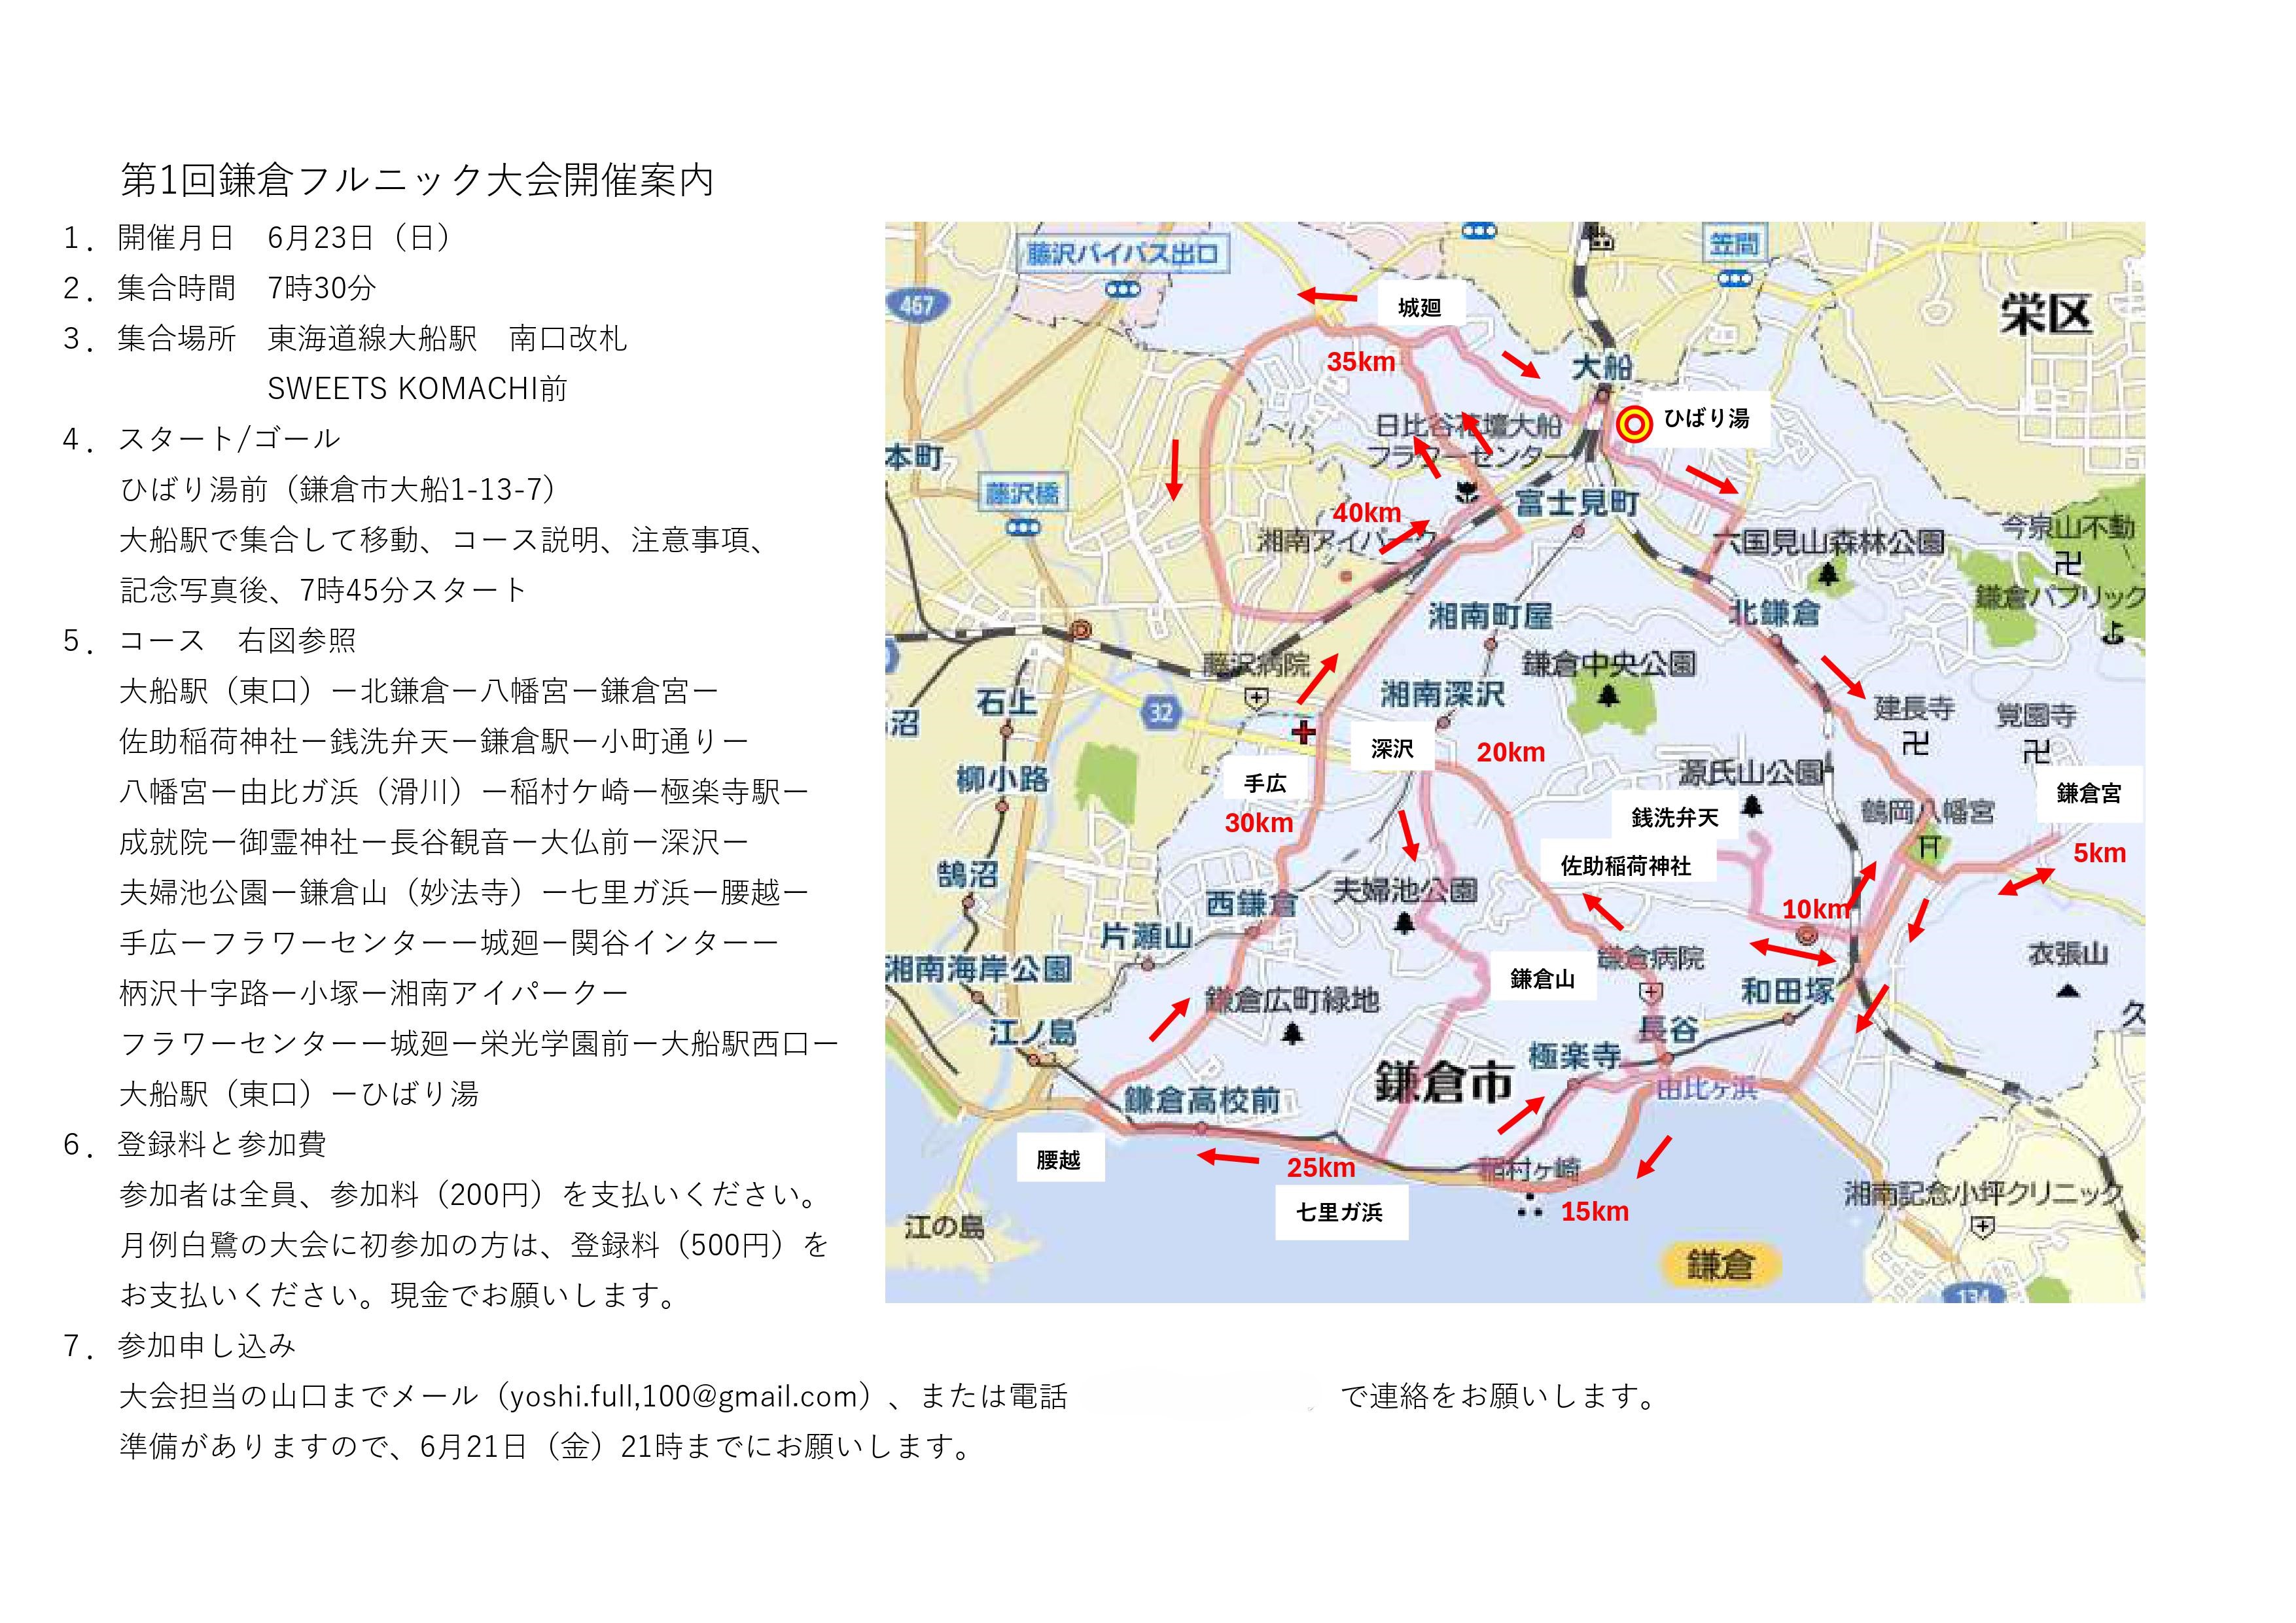 第1回鎌倉フルニック大会開催案内
1．開催月日　6月23日（日）
2．集合時間　7時30分
3．集合場所　東海道線大船駅　南口改札
SWEETS KOMACHI前
4．スタート/ゴール
ひばり湯前（鎌倉市大船1-13-7）
大船駅で集合して移動、コース説明、注意事項、
記念写真後、7時45分スタート
5．コース　右図参照
大船駅（東口）ー北鎌倉ー八幡宮ー鎌倉宮ー
佐助稲荷神社ー銭洗弁天ー鎌倉駅ー小町通りー
八幡宮ー由比ガ浜（滑川）ー稲村ケ崎ー極楽寺駅ー
成就院ー御霊神社ー長谷観音ー大仏前ー深沢ー
夫婦池公園ー鎌倉山（妙法寺）ー七里ガ浜ー腰越ー
手広ーフラワーセンターー城廻ー関谷インターー
柄沢十字路ー小塚ー湘南アイパークー
フラワーセンターー城廻ー栄光学園前ー大船駅西口ー
大船駅（東口）ーひばり湯
6．登録料と参加費
参加者は全員、参加料（200円）を支払いください。
月例白鷺の大会に初参加の方は、登録料（500円）を
お支払いください。現金でお願いします。
7．参加申し込み
大会担当の山口までメール（yoshi.full,100@gmail.com）、または電話　で連絡をお願いします。
準備がありますので、6月21日（金）21時までにお願いします。
藤沢バイパス出口
笠間
467
城廻
栄区
35km
大船
ひばり湯
日比谷花壇大船
フラワーセンター
本町
藤沢橋
40km
富士見町
湘南アイパーク
六国見山森林公園
今泉山不動
卍
鎌倉パブリック
湘南町屋
北鎌倉
藤沢病院
鎌倉中央公園
石上
32
湘南深沢
建長寺
卍
覚園寺
卍
沼
深沢
20km
手広
柳小路
源氏山公園
鎌倉宮
30km
銭洗弁天
鶴岡八幡宮
5km
佐助稲荷神社
鵠沼
西鎌倉
夫婦池公園
10km
片瀬山
湘南海岸公園
鎌倉山
鎌倉病院
衣張山
鎌倉広町緑地
和田塚
久
江ノ島
長谷
極楽寺
鎌倉市
鎌倉高校前
由比ヶ浜
腰越
25km
稲村ヶ崎
七里ガ浜
15km
湘南記念小坪クリニック
江の島
鎌倉
134